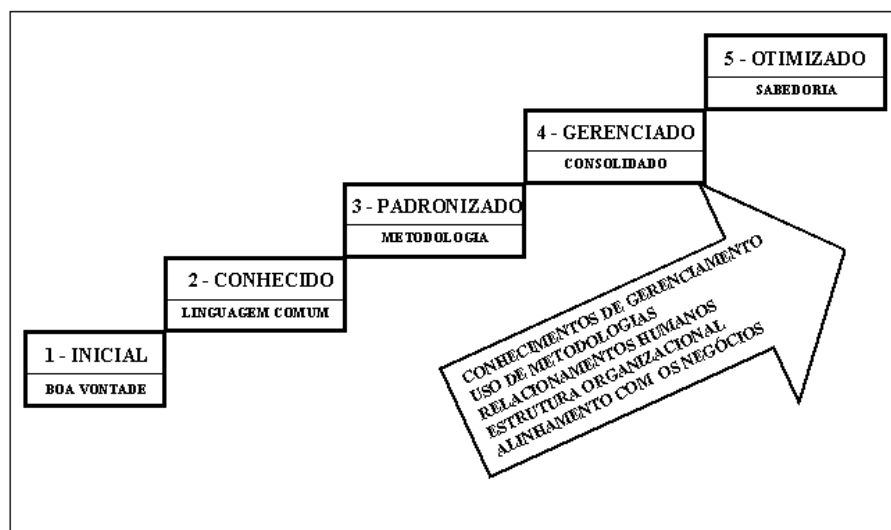 5 - OTIMIZADO
SABEDORIA
4 - GERENCIADO
CONSOLIDADO
3 - PADRONIZADO
METODOLOGIA
2 - CONHECIDO
LINGUAGEM COMUM
1 - INICIAL
BOA VONTADE
CONHECIMENTOS DE GERENCIAMENTO
USO DE METODOLOGIAS
RELACIONAMENTOS HUMANOS
ESTRUTURA ORGANIZACIONAL
ALINHAMENTO COM OS NEGÓCIOS